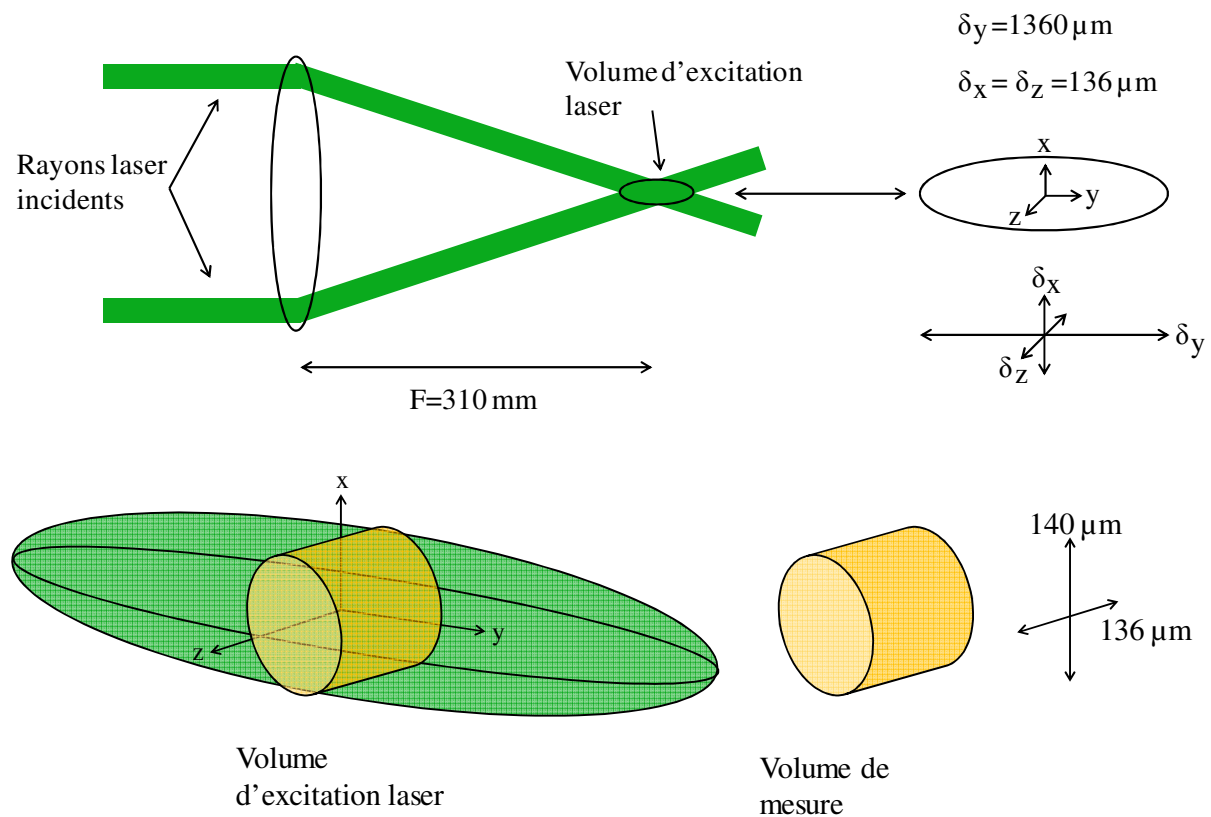 δy=1360 µm
δx= δz=136 µm
Volume d’excitation
laser
Rayons laser
incidents
x
y
z
δx
δy
δz
F=310 mm
x
y
z
140 µm
136 µm
Volume
d’excitation laser
Volume de
mesure